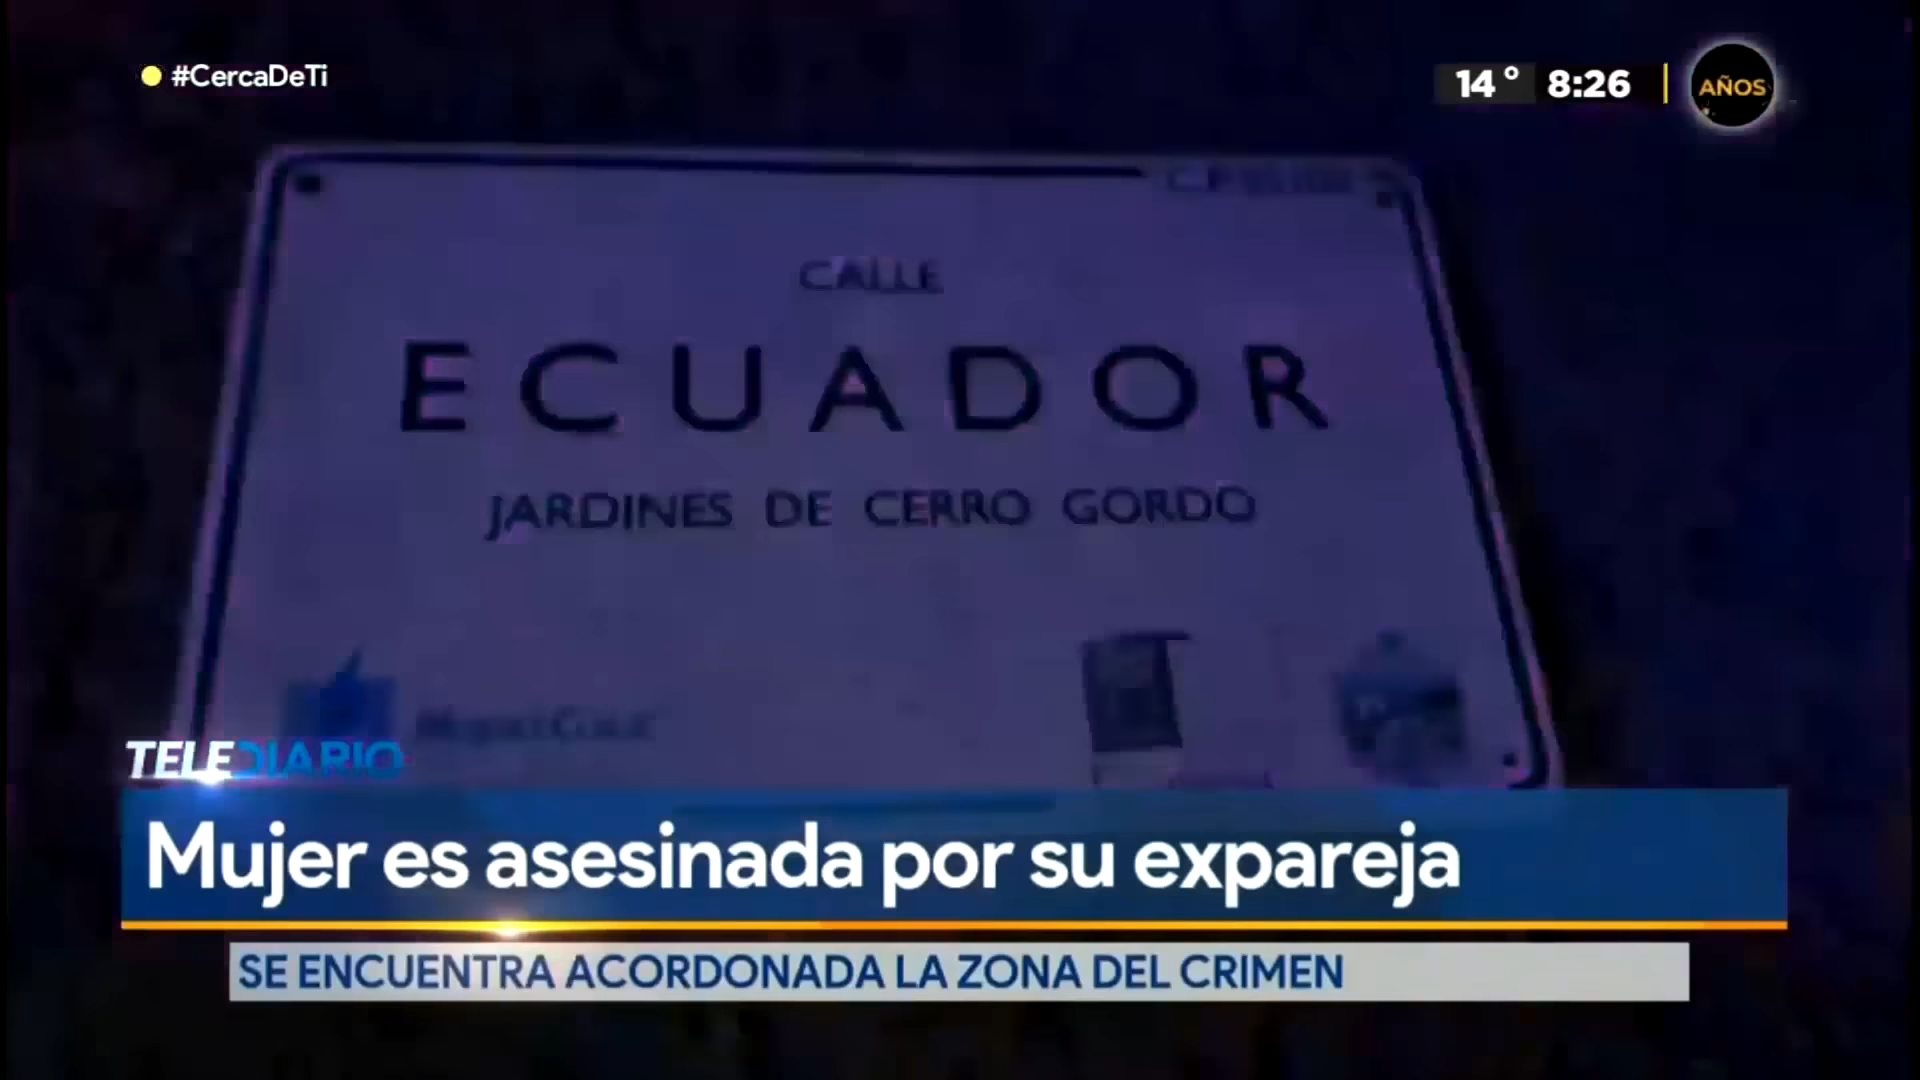 #CercaDeTi
14° 8:26
AÑOS
CALLE
ECUADOR
JARDINES DE CERRO GORDO
TELEDIARIO
Mujer es asesinada por su expareja
SE ENCUENTRA ACORDONADA LA ZONA DEL CRIMEN